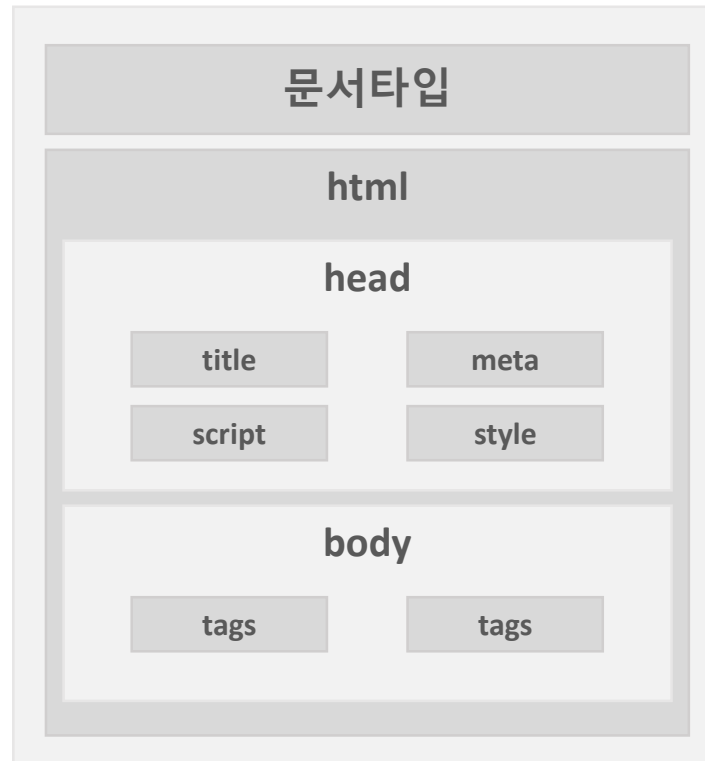 문서타입
html
head
title meta
script style
body
tags tags